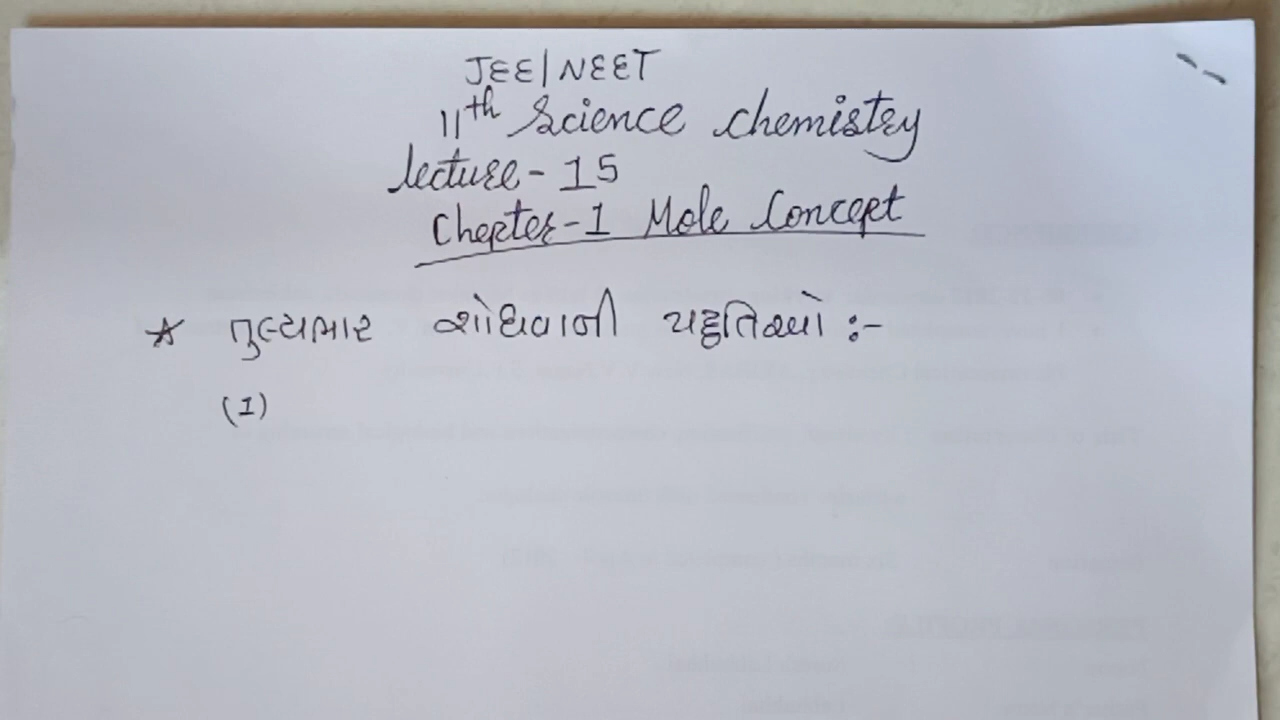 JEE/NEET
11th Science Chemistry
Lecture-15
Chepter-1 Mole Concept
★ તુલ્યભાર શોધવાની પદ્ધતિઓ :-
(1)